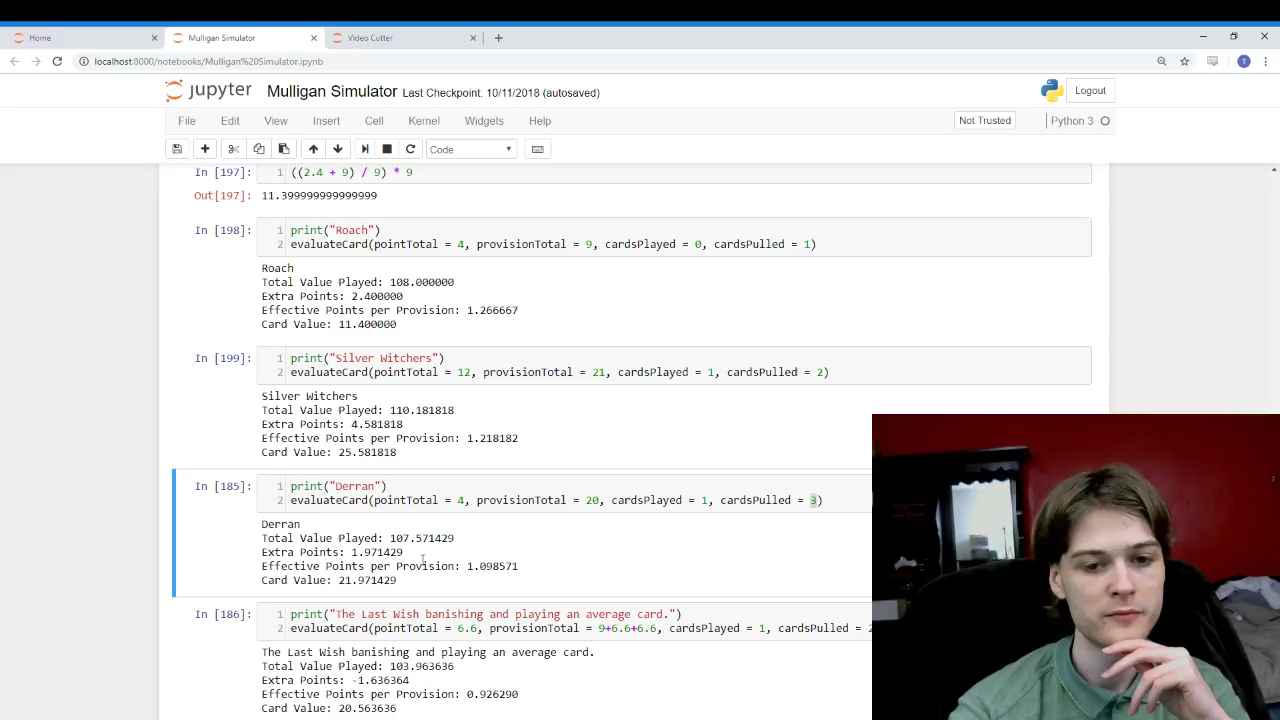 Home
Mulligan Simulator
Video Cutter
localhost:8000/notebooks/Mulligan%20Simulator.ipynb
T
jupyter Mulligan Simulator Last Checkpoint: 10/11/2018 (autosaved)
Logout
File Edit View Insert Cell Kernel Widgets Help
Not Trusted
Python 3
Code
In [197]: ((2.4 + 9) / 9) * 9
Out[197]: 11.399999999999999
In [198]: 1 print("Roach")
2 evaluateCard(pointTotal = 4, provisionTotal = 9, cardsPlayed = 0, cardsPulled = 1)
Roach
Total Value Played: 108.000000
Extra Points: 2.400000
Effective Points per Provision: 1.266667
Card Value: 11.400000
In [199]: 1 print("Silver Witchers")
2 evaluateCard(pointTotal = 12, provisionTotal = 21, cardsPlayed = 1, cardsPulled = 2)
Silver Witchers
Total Value Played: 110.181818
Extra Points: 4.581818
Effective Points per Provision: 1.218182
Card Value: 25.581818
In [185]: 1 print("Derran")
2 evaluateCard(pointTotal = 4, provisionTotal = 20, cardsPlayed = 1, cardsPulled = 3)
Derran
Total Value Played: 107.571429
Extra Points: 1.971429
Effective Points per Provision: 1.098571
Card Value: 21.971429
In [186]: 1 print("The Last Wish banishing and playing an average card.")
2 evaluateCard(pointTotal = 6.6, provisionTotal = 9+6.6+6.6, cardsPlayed = 1, cardsPulled = 2
The Last Wish banishing and playing an average card.
Total Value Played: 103.963636
Extra Points: -1.636364
Effective Points per Provision: 0.926290
Card Value: 20.563636